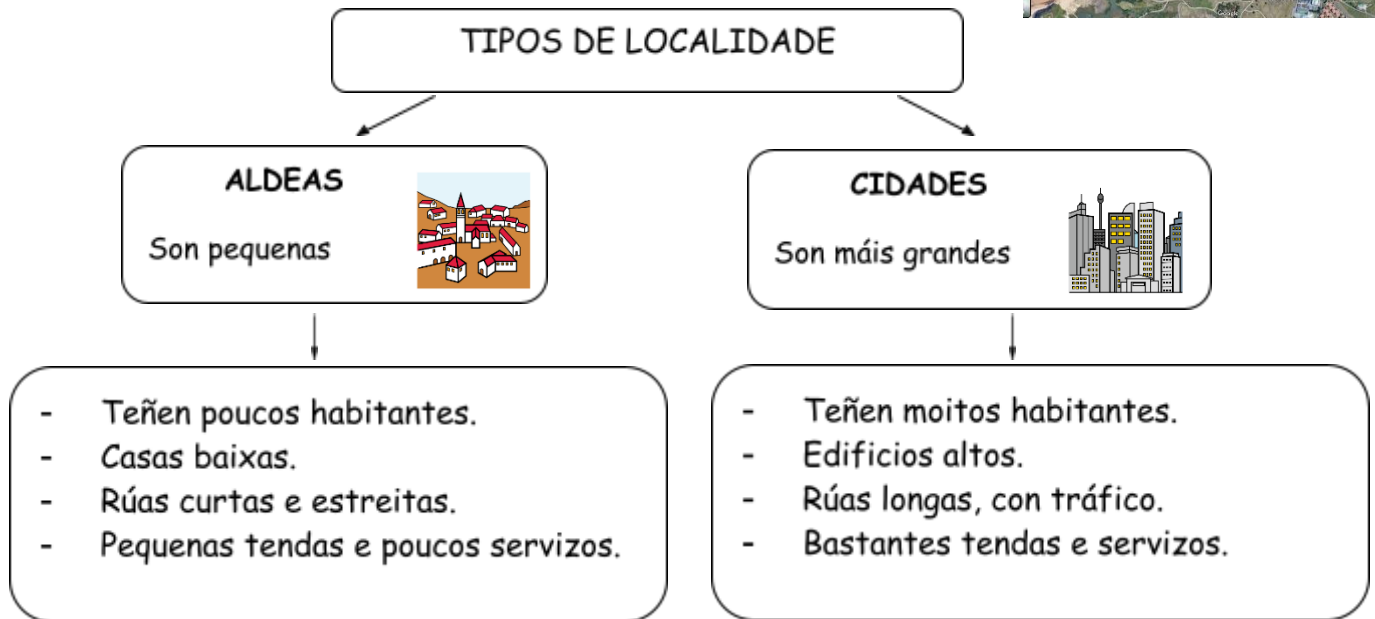 Google
TIPOS DE LOCALIDADE
ALDEAS
Son pequenas
CIDADES
Son máis grandes
- Teñen poucos habitantes.
- Casas baixas.
- Rúas curtas e estreitas.
- Pequenas tendas e poucos servizos.
- Teñen moitos habitantes.
- Edificios altos.
- Rúas longas, con tráfico.
- Bastantes tendas e servizos.